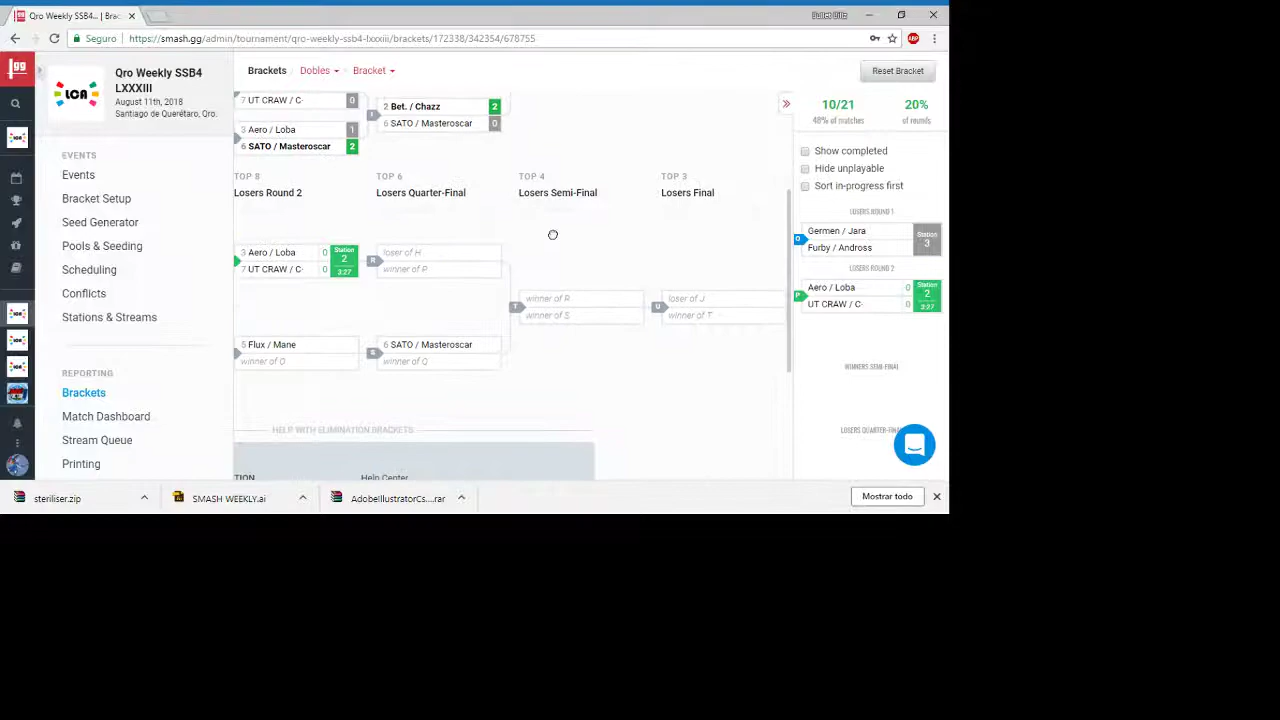 Qro Weekly SSB4... | Brac
Seguro
https://smash.gg/admin/tournament/qro-weekly-ssb4-lxxxiii/brackets/172338/342354/678755
ABP
gg
LCA
Qro Weekly SSB4
LXXXIII
August 11th, 2018
Santiago de Querétaro, Qro.
EVENTS
Events
Bracket Setup
Seed Generator
Pools & Seeding
Scheduling
Conflicts
Stations & Streams
REPORTING
Brackets
Match Dashboard
Stream Queue
Printing
Brackets Dobles Bracket
Reset Bracket
7 UT CRAW / C- 0
3 Aero / Loba 1
6 SATO / Masteroscar 2
2 Bet. / Chazz 2
6 SATO / Masteroscar 0
TOP 8
Losers Round 2
TOP 6
Losers Quarter-Final
TOP 4
Losers Semi-Final
TOP 3
Losers Final
3 Aero / Loba 0
7 UT CRAW / C- 0
Station
2
3:27
R
loser of H
winner of P
5 Flux / Mane
winner of O
6 SATO / Masteroscar
winner of Q
T
winner of R
winner of S
U
loser of J
winner of T
HELP WITH ELIMINATION BRACKETS
TION
Help Center
10/21
48% of matches
20%
of rounds
Show completed
Hide unplayable
Sort in-progress first
LOSERS ROUND 1
O
Germen / Jara
Furby / Andross
Station
3
LOSERS ROUND 2
P
Aero / Loba 0
UT CRAW / C- 0
Station
2
3:27
WINNERS SEMI-FINAL
LOSERS QUARTER-FINAL
steriliser.zip
SMASH WEEKLY.ai
AdobeIllustratorCs....rar
Mostrar todo